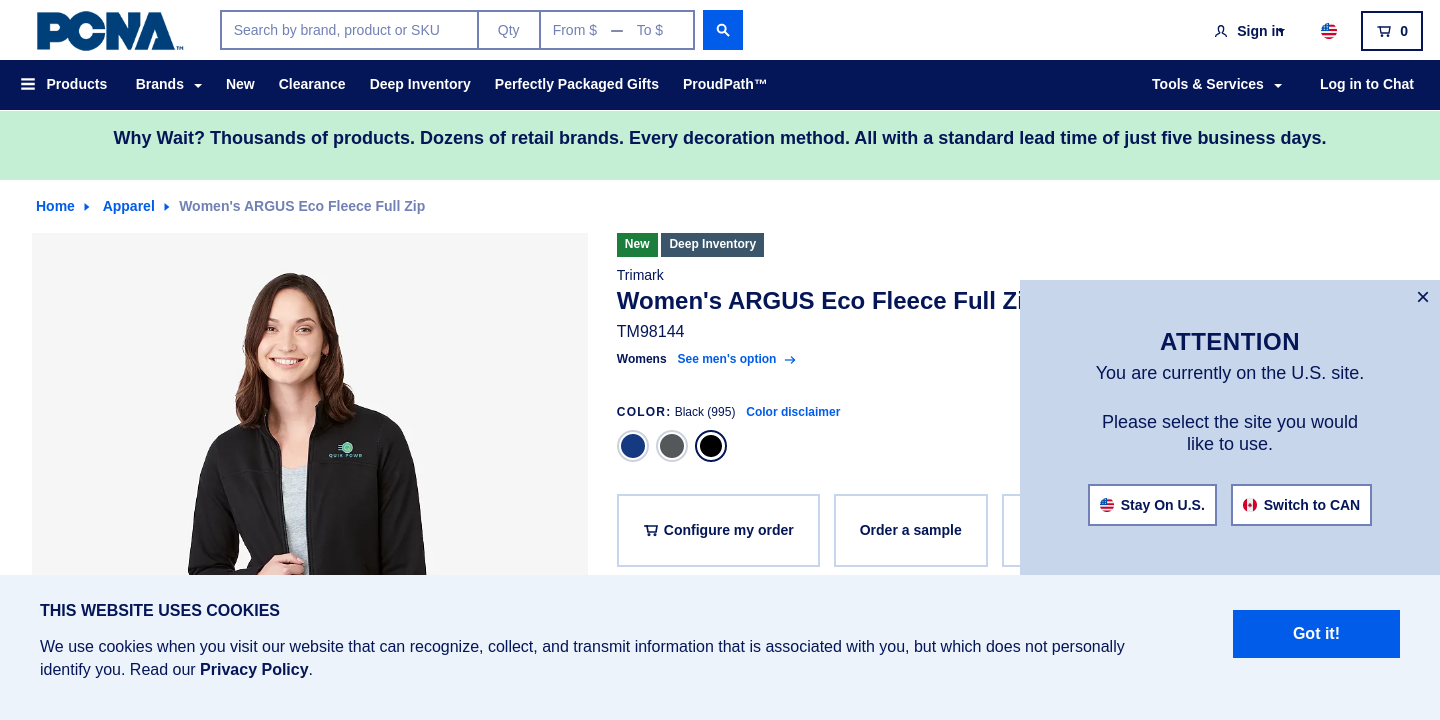 PCNA™
Search by brand, product or SKU
Qty
From $ — To $
Sign in
0
Products
Brands
New
Clearance
Deep Inventory
Perfectly Packaged Gifts
ProudPath™
Tools & Services
Log in to Chat
Why Wait? Thousands of products. Dozens of retail brands. Every decoration method. All with a standard lead time of just five business days.
Home
Apparel
Women's ARGUS Eco Fleece Full Zip
New
Deep Inventory
Trimark
Women's ARGUS Eco Fleece Full Zi
TM98144
Womens See men's option →
COLOR: Black (995) Color disclaimer
QUIK POWR
Configure my order
Order a sample
×
ATTENTION
You are currently on the U.S. site.
Please select the site you would
like to use.
Stay On U.S.
Switch to CAN
THIS WEBSITE USES COOKIES
We use cookies when you visit our website that can recognize, collect, and transmit information that is associated with you, but which does not personally
identify you. Read our Privacy Policy.
Got it!